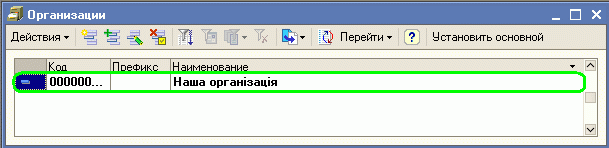 Организации
Действия Перейти ? Установить основной
Код Префикс Наименование
000000... Наша організація